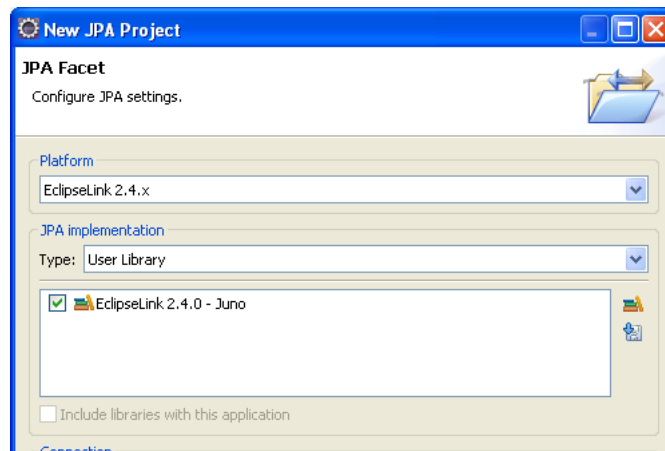 New JPA Project
JPA Facet
Configure JPA settings.
Platform
EclipseLink 2.4.x
JPA implementation
Type: User Library
EclipseLink 2.4.0 - Juno
Include libraries with this application
Connection